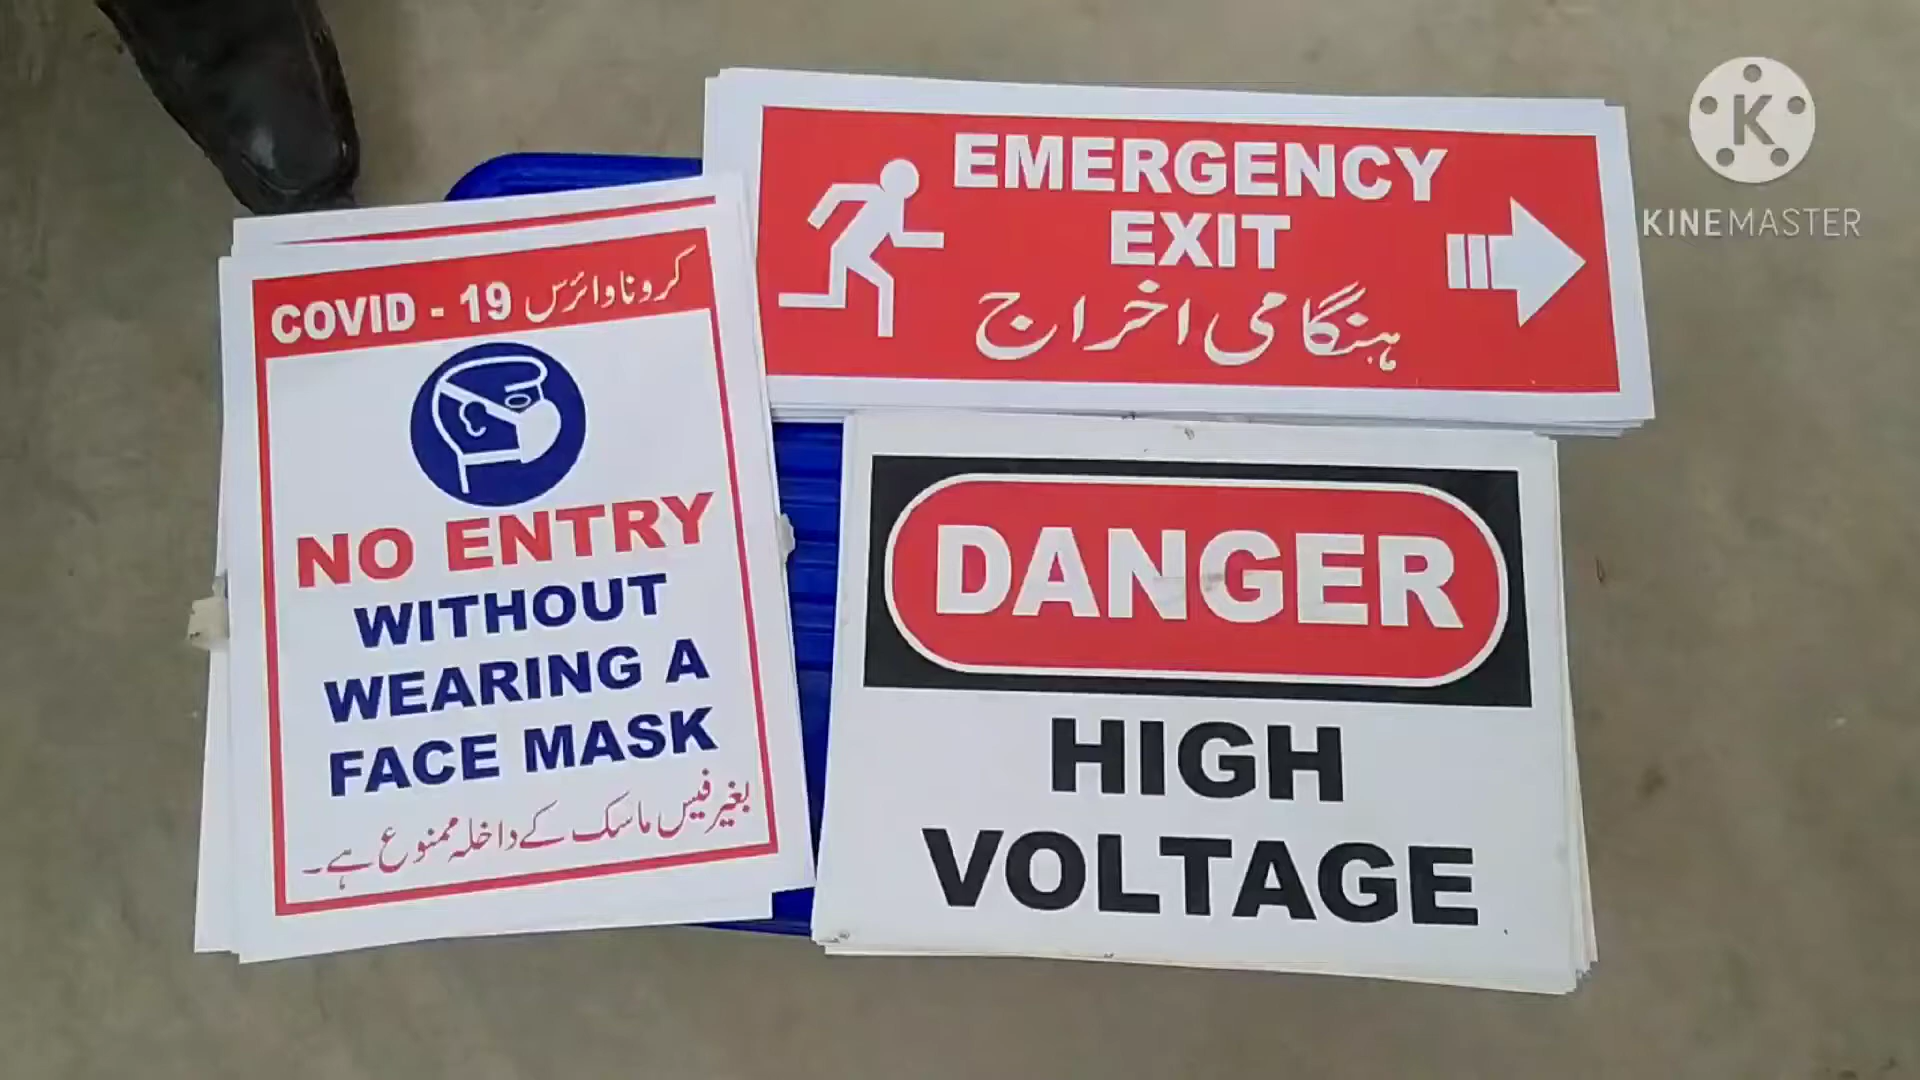 COVID - 19 کرونا وائرس
NO ENTRY
WITHOUT
WEARING A
FACE MASK
بغیر فیس ماسک کے داخلہ ممنوع ہے۔
EMERGENCY
EXIT
ہنگامی اخراج
DANGER
HIGH
VOLTAGE
K
KINEMASTER